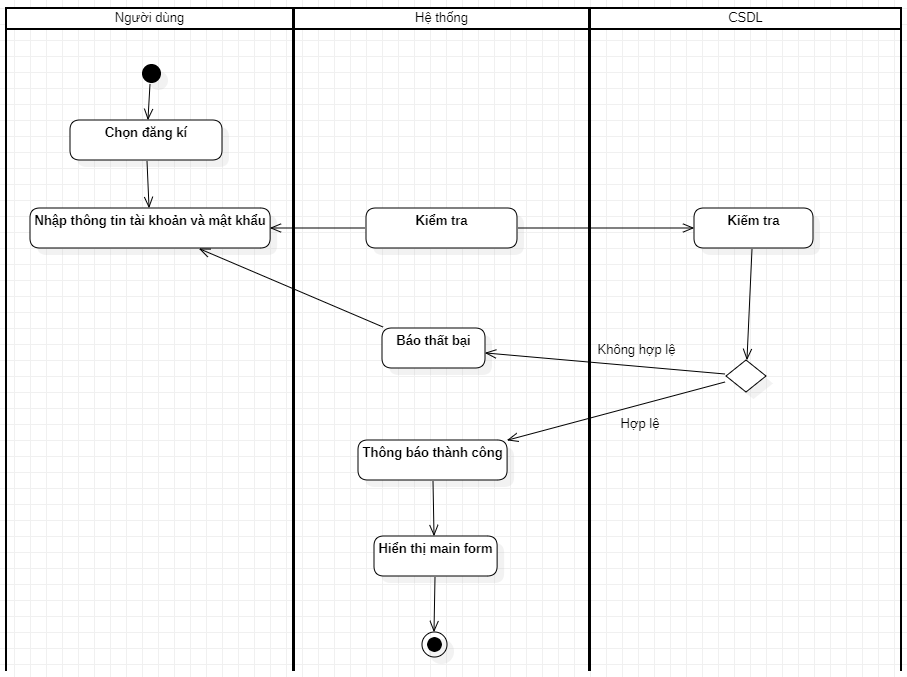 Người dùng
Hệ thống
CSDL
Chọn đăng kí
Nhập thông tin tài khoản và mật khẩu
Kiểm tra
Kiểm tra
Báo thất bại
Không hợp lệ
Hợp lệ
Thông báo thành công
Hiển thị main form